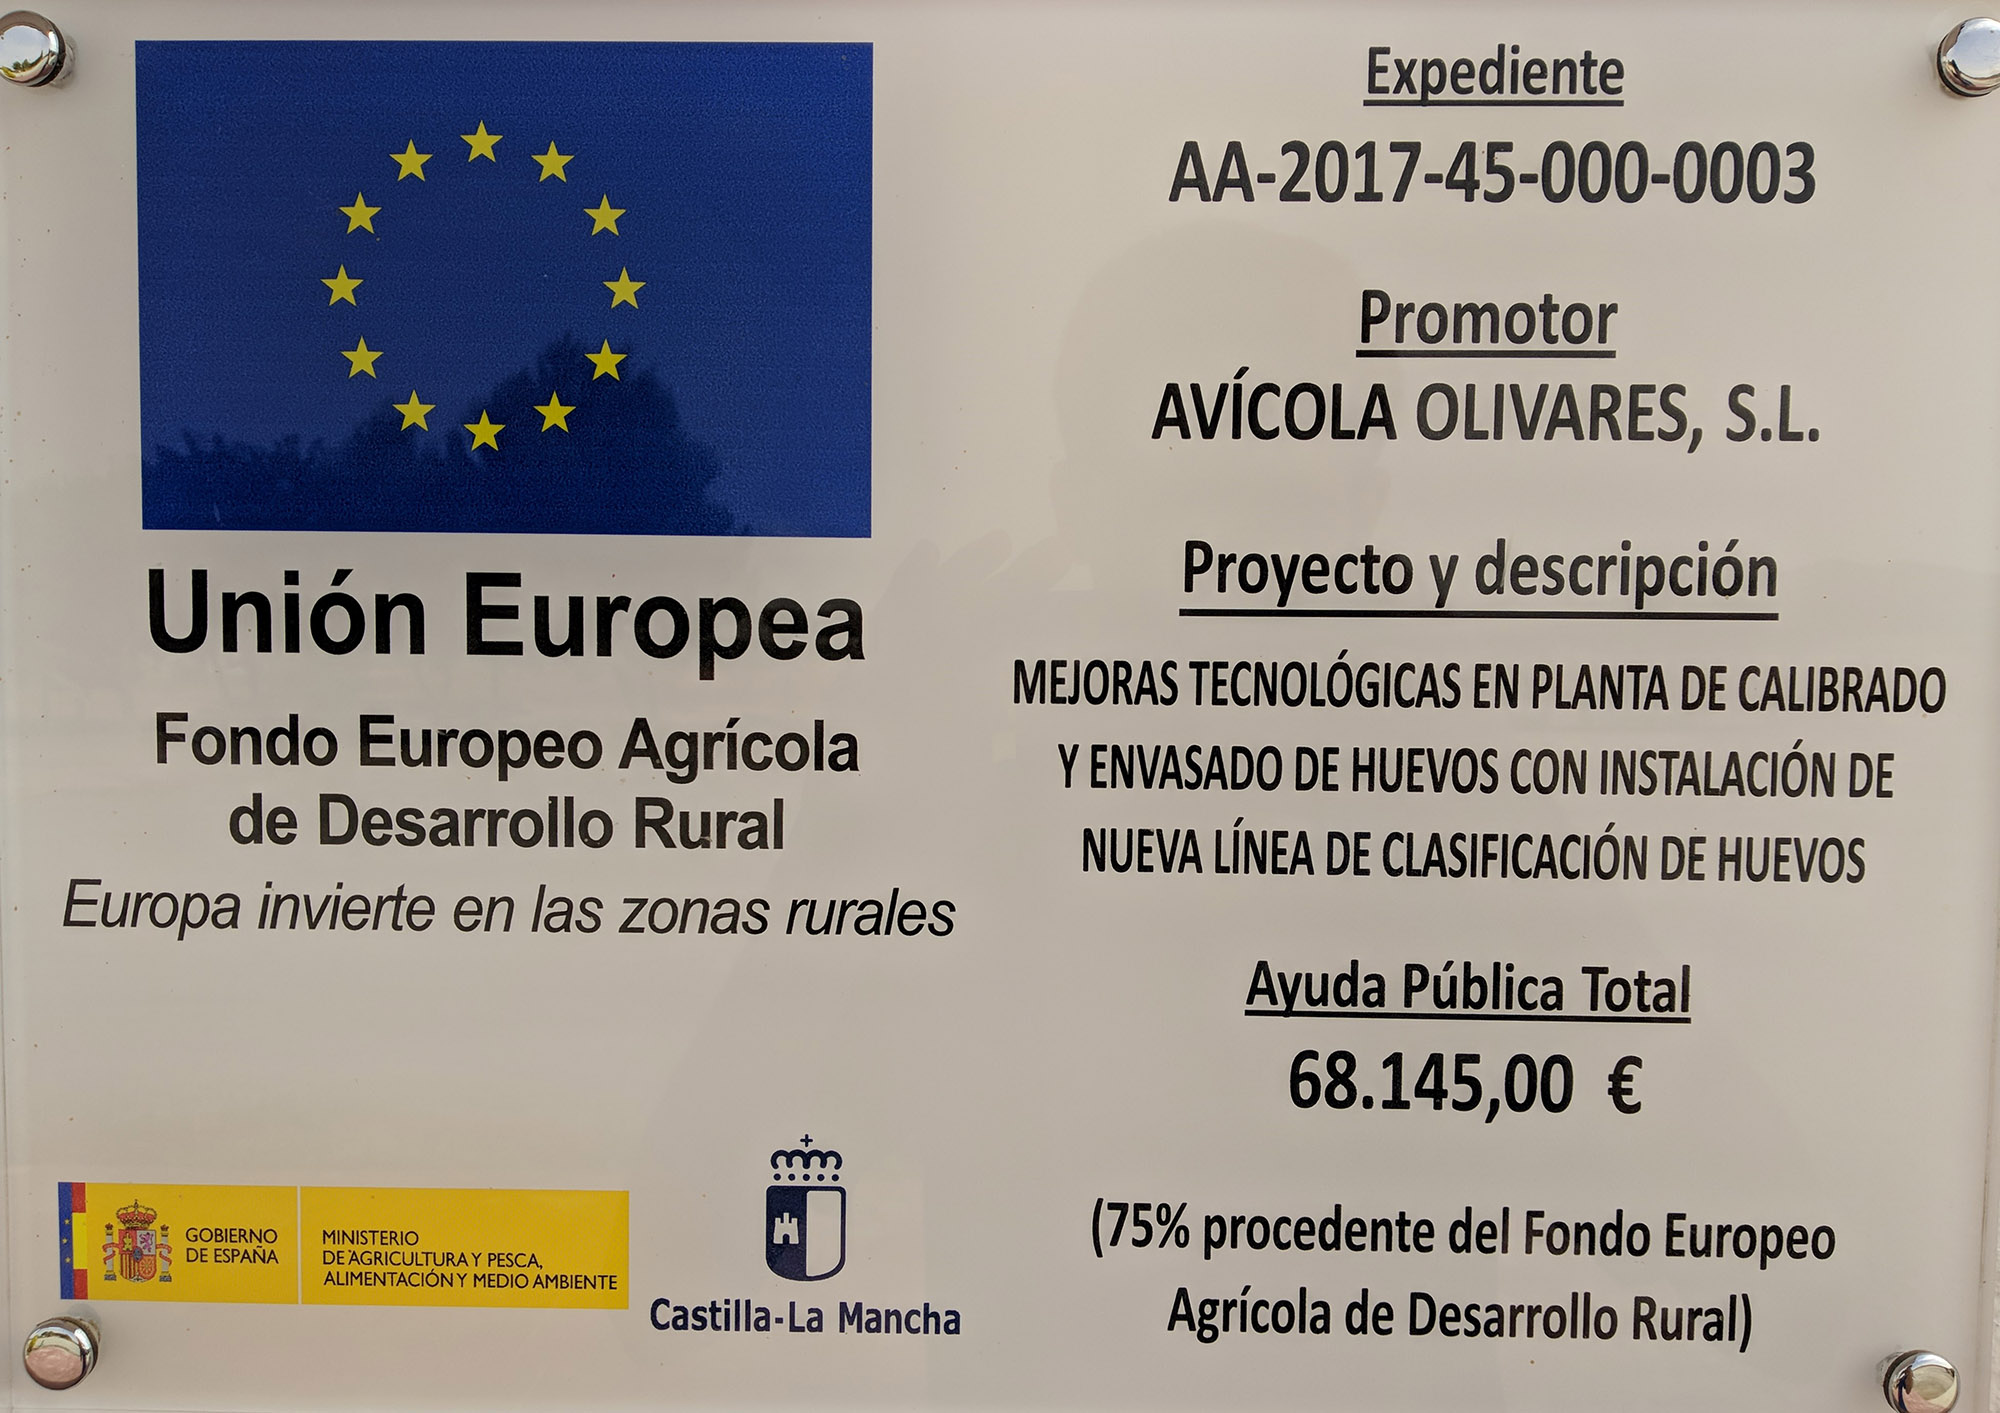 Unión Europea
Fondo Europeo Agrícola
de Desarrollo Rural
Europa invierte en las zonas rurales
GOBIERNO
DE ESPAÑA
MINISTERIO
DE AGRICULTURA Y PESCA,
ALIMENTACIÓN Y MEDIO AMBIENTE
Castilla-La Mancha
Expediente
AA-2017-45-000-0003
Promotor
AVÍCOLA OLIVARES, S.L.
Proyecto y descripción
MEJORAS TECNOLÓGICAS EN PLANTA DE CALIBRADO
Y ENVASADO DE HUEVOS CON INSTALACIÓN DE
NUEVA LÍNEA DE CLASIFICACIÓN DE HUEVOS
Ayuda Pública Total
68.145,00 €
(75% procedente del Fondo Europeo
Agrícola de Desarrollo Rural)